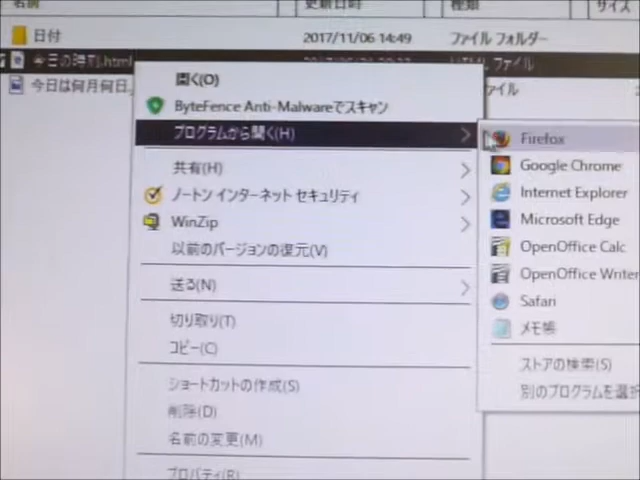 名前 更新日時 種類 サイズ
日付 2017/11/06 14:49 ファイル フォルダー
今日の時刻.html ファイル
今日は何月何日. ァイル
開く(O)
ByteFence Anti-Malwareでスキャン
プログラムから開く(H)
共有(H)
ノートン インターネット セキュリティ
WinZip
以前のバージョンの復元(V)
送る(N)
切り取り(T)
コピー(C)
ショートカットの作成(S)
削除(D)
名前の変更(M)
プロパティ(R)
Firefox
Google Chrome
Internet Explorer
Microsoft Edge
OpenOffice Calc
OpenOffice Writer
Safari
メモ帳
ストアの検索(S)
別のプログラムを選択